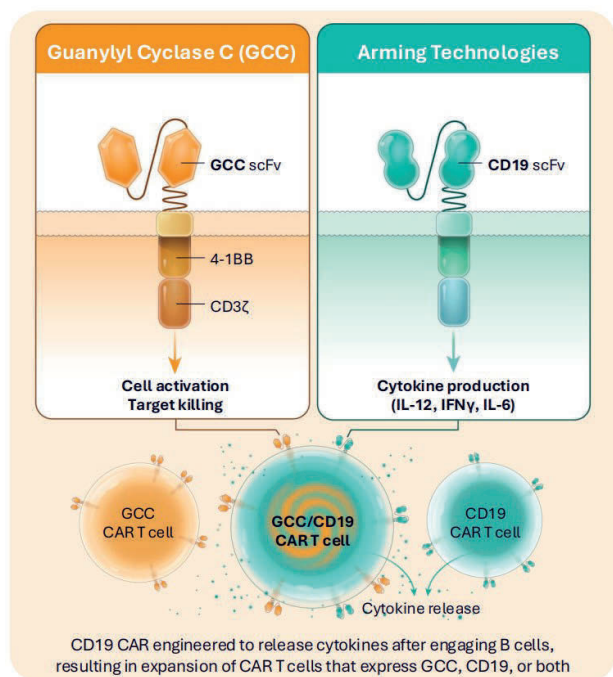 Guanylyl Cyclase C (GCC)
Arming Technologies
GCC scFv
4-1BB
CD3ζ
Cell activation
Target killing
CD19 scFv
Cytokine production
(IL-12, IFNγ, IL-6)
GCC
CAR T cell
GCC/CD19
CAR T cell
CD19
CAR T cell
Cytokine release
CD19 CAR engineered to release cytokines after engaging B cells,
resulting in expansion of CAR T cells that express GCC, CD19, or both